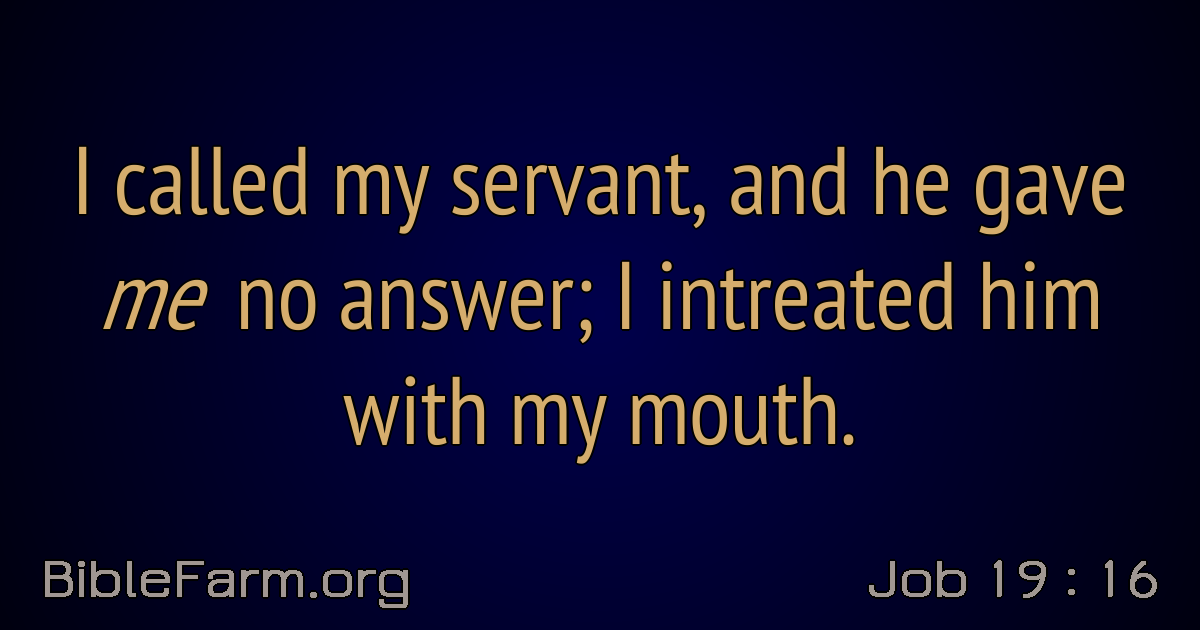 I called my servant, and he gave
me no answer; I intreated him
with my mouth.
BibleFarm.org
Job 19 : 16